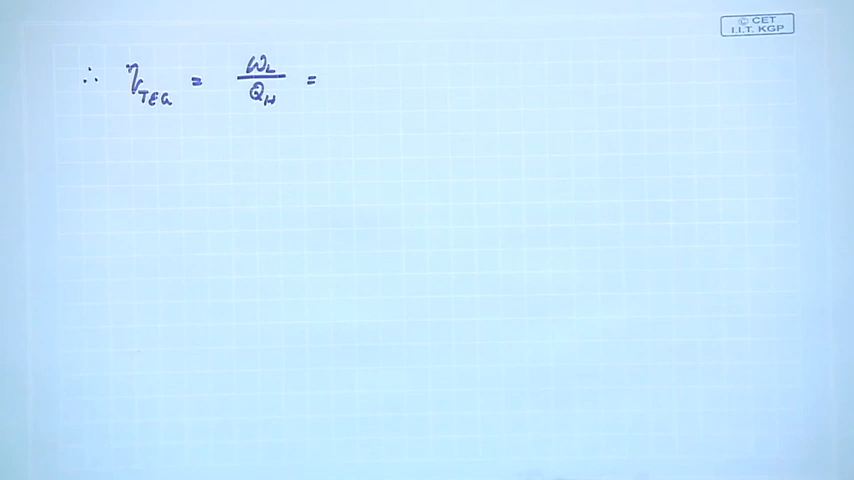 © CET
I.I.T. KGP
∴ η_TEG = W_L / Q_H =